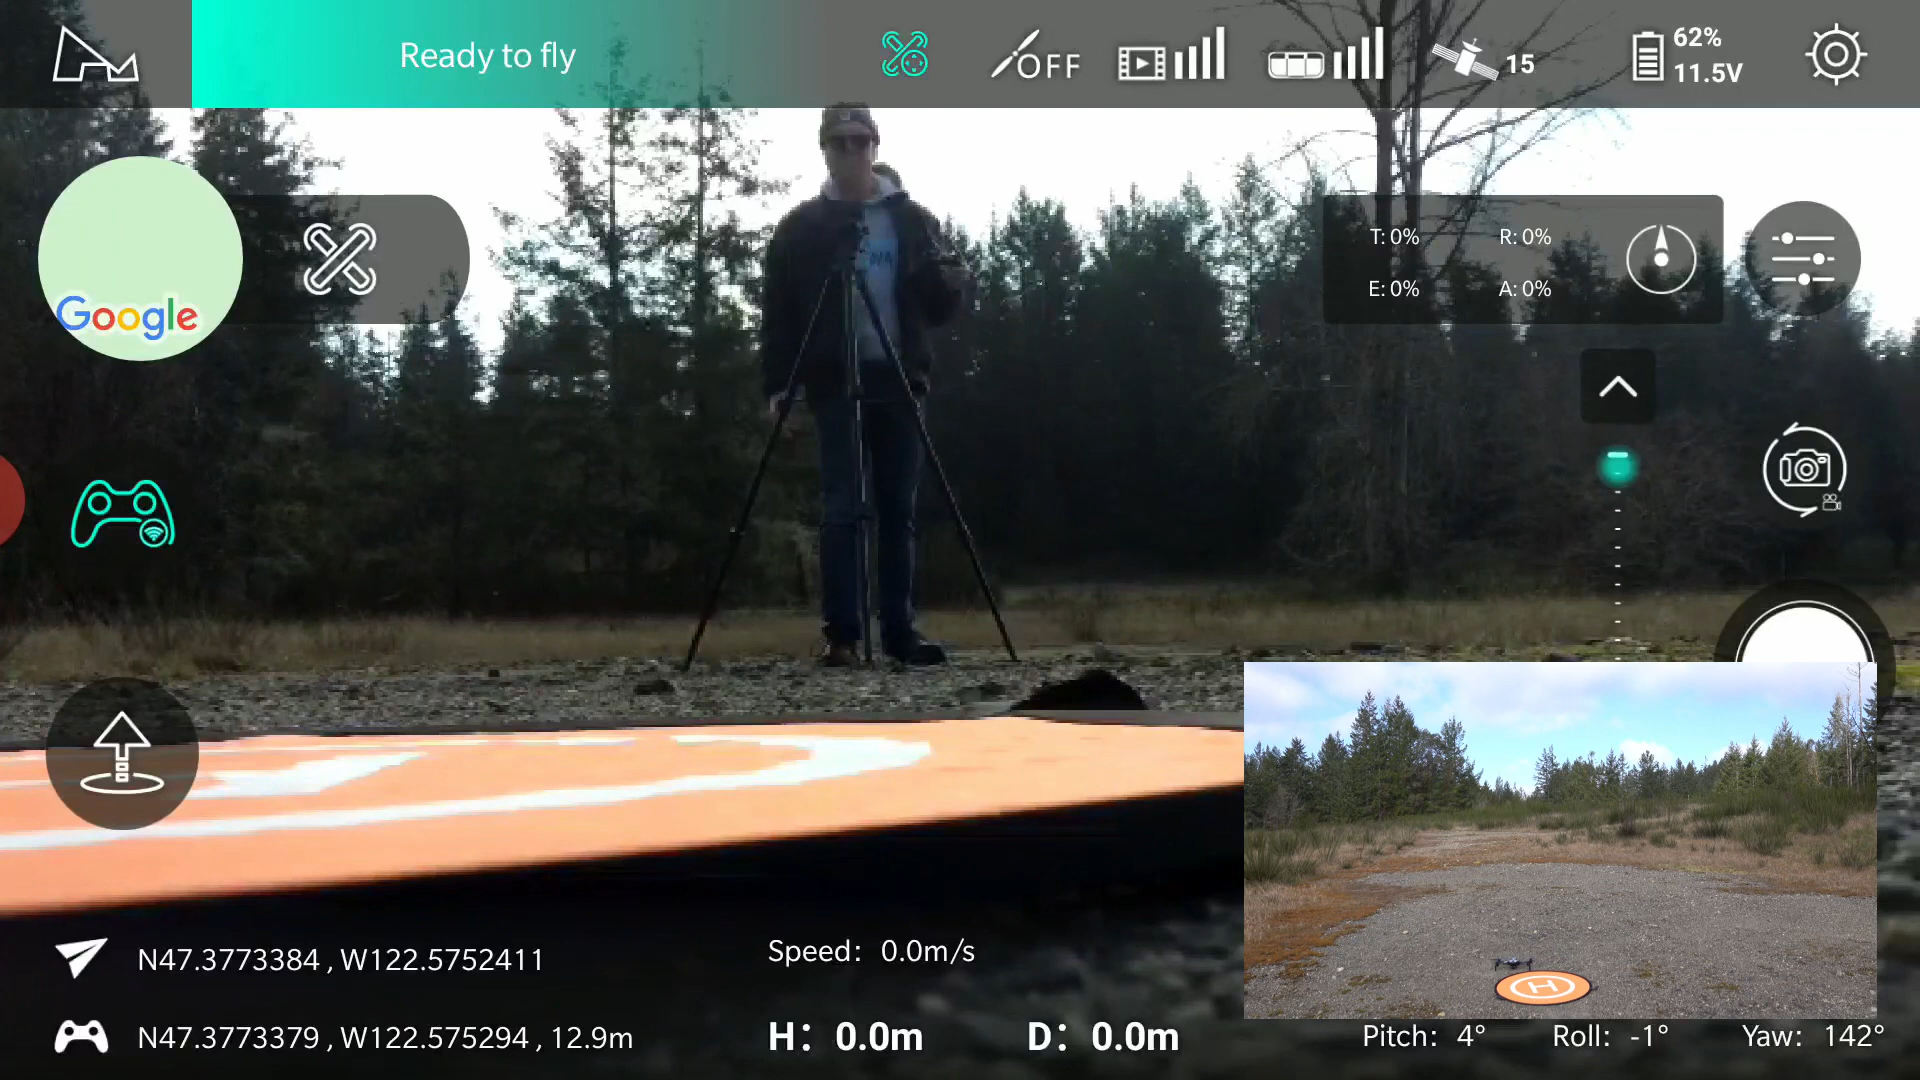 Ready to fly
OFF
15
62%
11.5V
Google
T: 0%
R: 0%
E: 0%
A: 0%
H
N47.3773384 , W122.5752411
Speed: 0.0m/s
N47.3773379 , W122.575294 , 12.9m
H: 0.0m
D: 0.0m
Pitch: 4°
Roll: -1°
Yaw: 142°